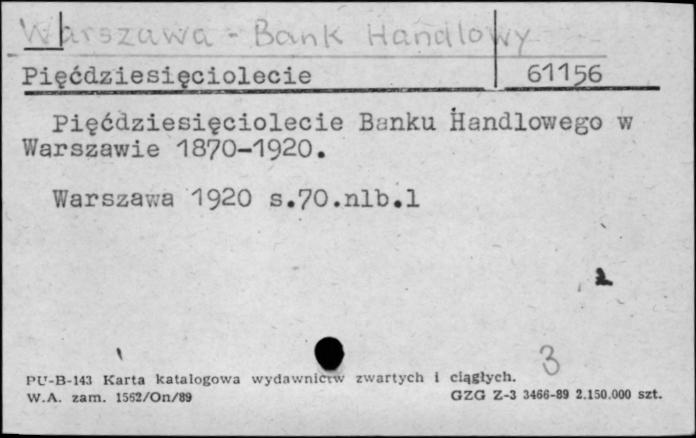 Warszawa - Bank Handlowy
Pięćdziesięciolecie 61156
Pięćdziesięciolecie Banku Handlowego w
Warszawie 1870-1920.
Warszawa 1920 s.70.nlb.1
3
PU-B-143 Karta katalogowa wydawnictw zwartych i ciągłych.
W.A. zam. 1562/On/89 GZG Z-3 3466-89 2.150.000 szt.